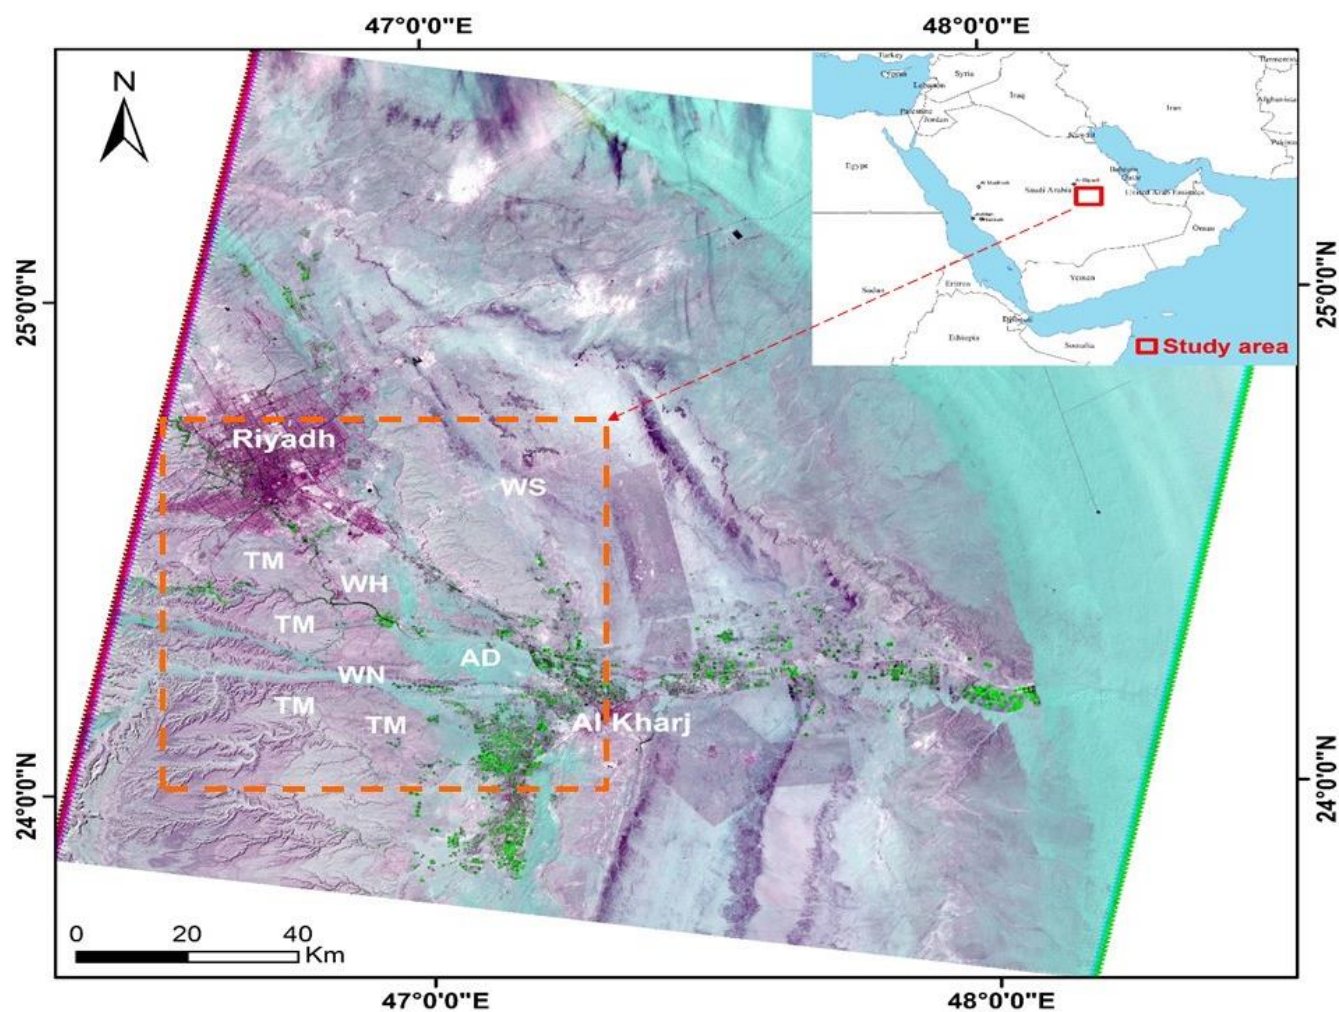 47°0'0"E
48°0'0"E
N
Turkey
Cyprus
Syria
Lebanon
Iraq
Iran
Palestine
Jordan
Kuwait
Egypt
Bahrain
Qatar
Saudi Arabia
United Arab Emirates
Oman
Yemen
Sudan
Eritrea
Djibouti
Ethiopia
Somalia
Study area
25°0'0"N
25°0'0"N
Riyadh
WS
TM
WH
TM
AD
WN
TM
TM
Al Kharj
24°0'0"N
24°0'0"N
0 20 40
Km
47°0'0"E
48°0'0"E